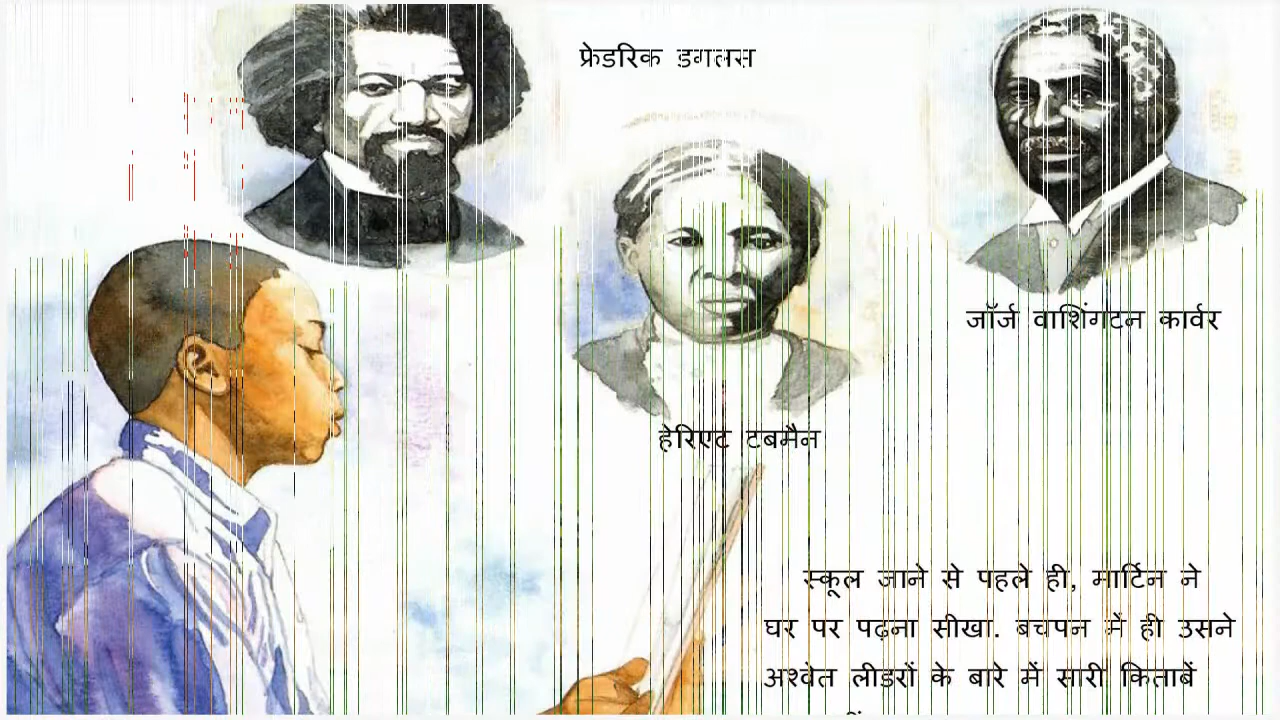 फ्रेडरिक डगलस
जॉर्ज वाशिंगटन कार्वर
हेरिएट टबमैन
स्कूल जाने से पहले ही, मार्टिन ने
घर पर पढ़ना सीखा. बचपन में ही उसने
अश्वेत लीडरों के बारे में सारी किताबें